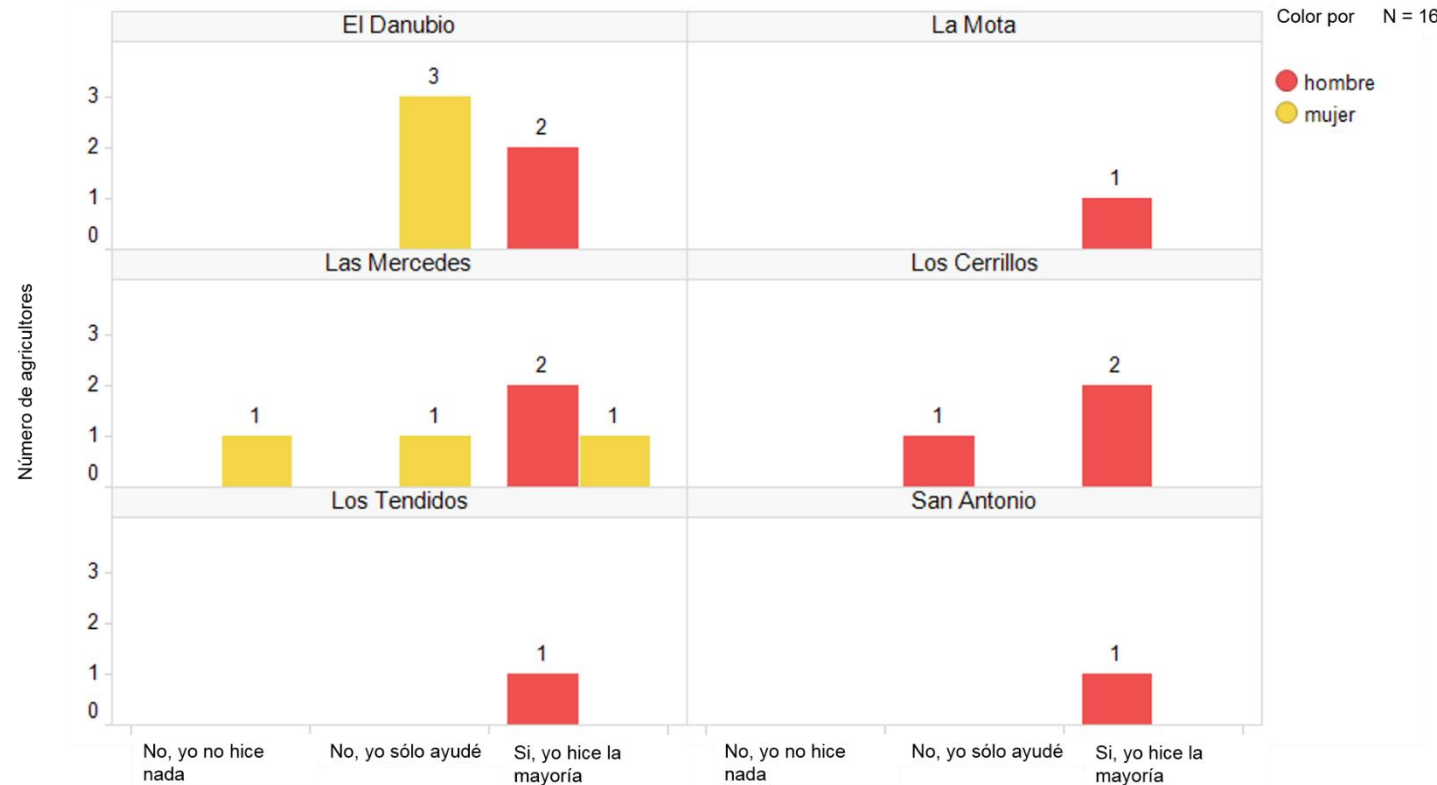 Color por N = 16
hombre
mujer
Número de agricultores
El Danubio
3
2
3
2
1
0
La Mota
1
Las Mercedes
1
1
2
1
3
2
1
0
Los Cerrillos
1
2
Los Tendidos
1
3
2
1
0
San Antonio
1
No, yo no hice
nada
No, yo sólo ayudé
Si, yo hice la
mayoría
No, yo no hice
nada
No, yo sólo ayudé
Si, yo hice la
mayoría